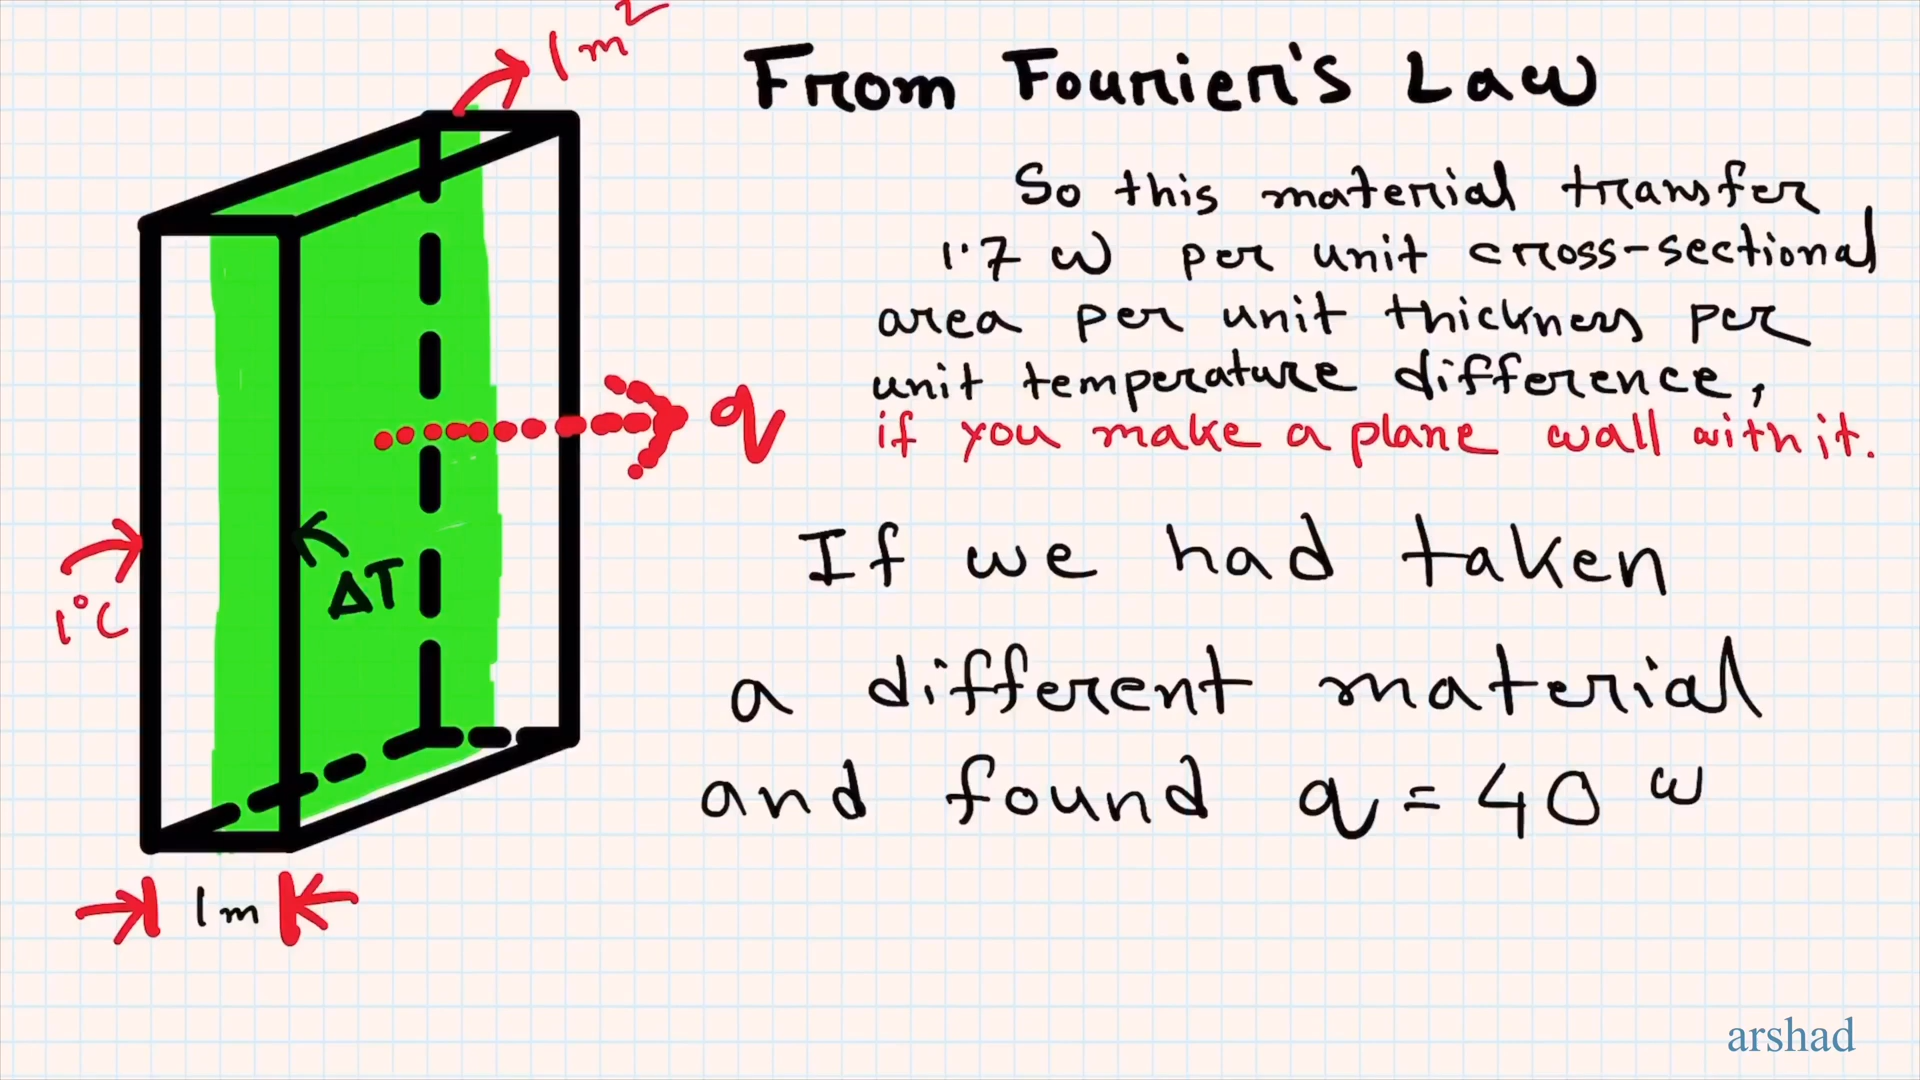 1 m²
From Fourier's Law
So this material transfer
1.7 w per unit cross-sectional
area per unit thickness per
unit temperature difference,
if you make a plane wall with it.
q
ΔT
1°C
If we had taken
a different material
and found q = 40 w
1m
arshad